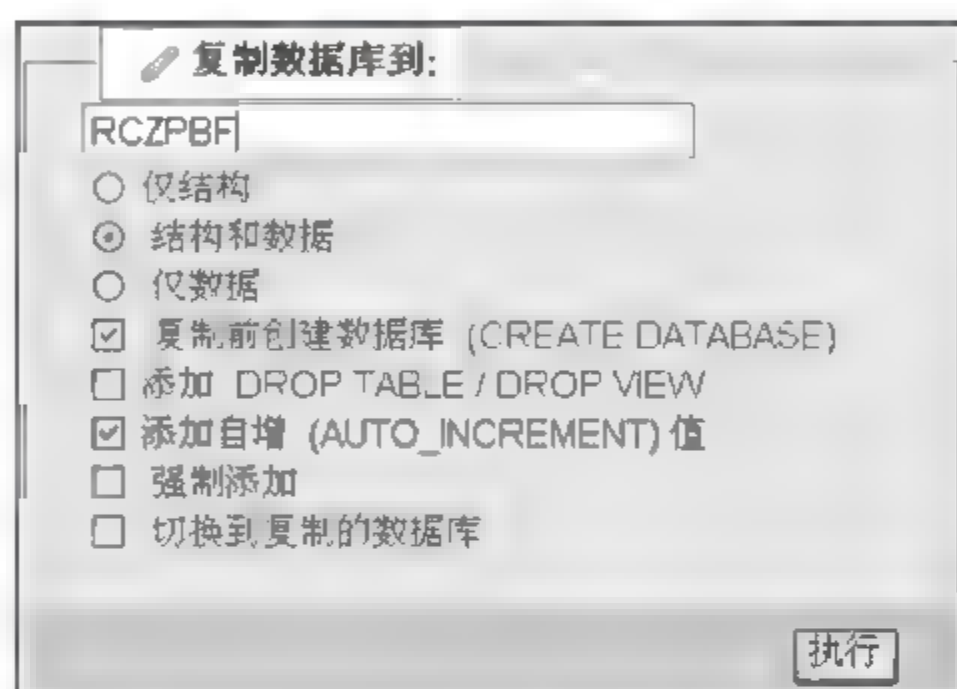 复制数据库到:
RCZPBF
仅结构
结构和数据
仅数据
复制前创建数据库 (CREATE DATABASE)
添加 DROP TABLE / DROP VIEW
添加自增 (AUTO_INCREMENT) 值
强制添加
切换到复制的数据库
执行